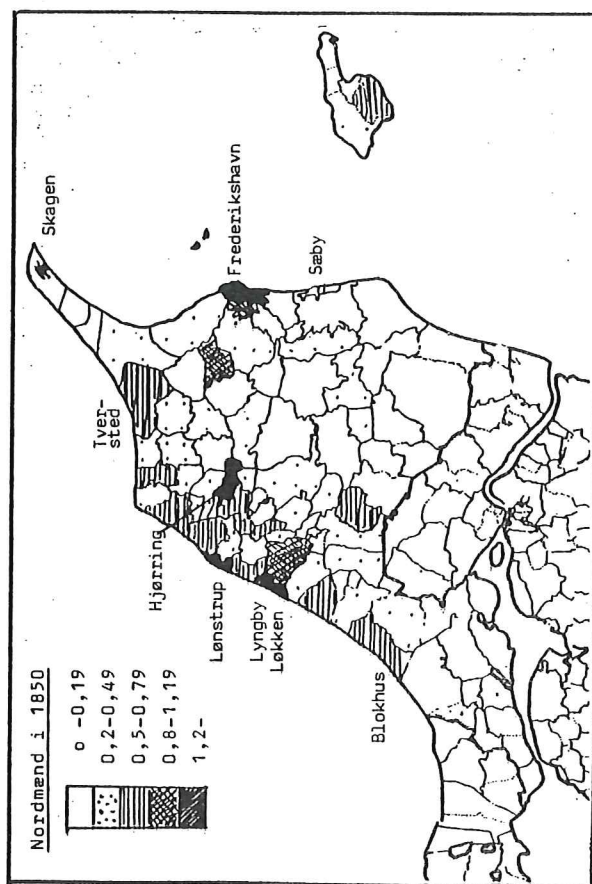 Nordmænd i 1850
o -0,19
0,2-0,49
0,5-0,79
0,8-1,19
1,2-
Skagen
Tver-
sted
Frederikshavn
Hjørring
Sæby
Lønstrup
Lyngby
Løkken
Blokhus